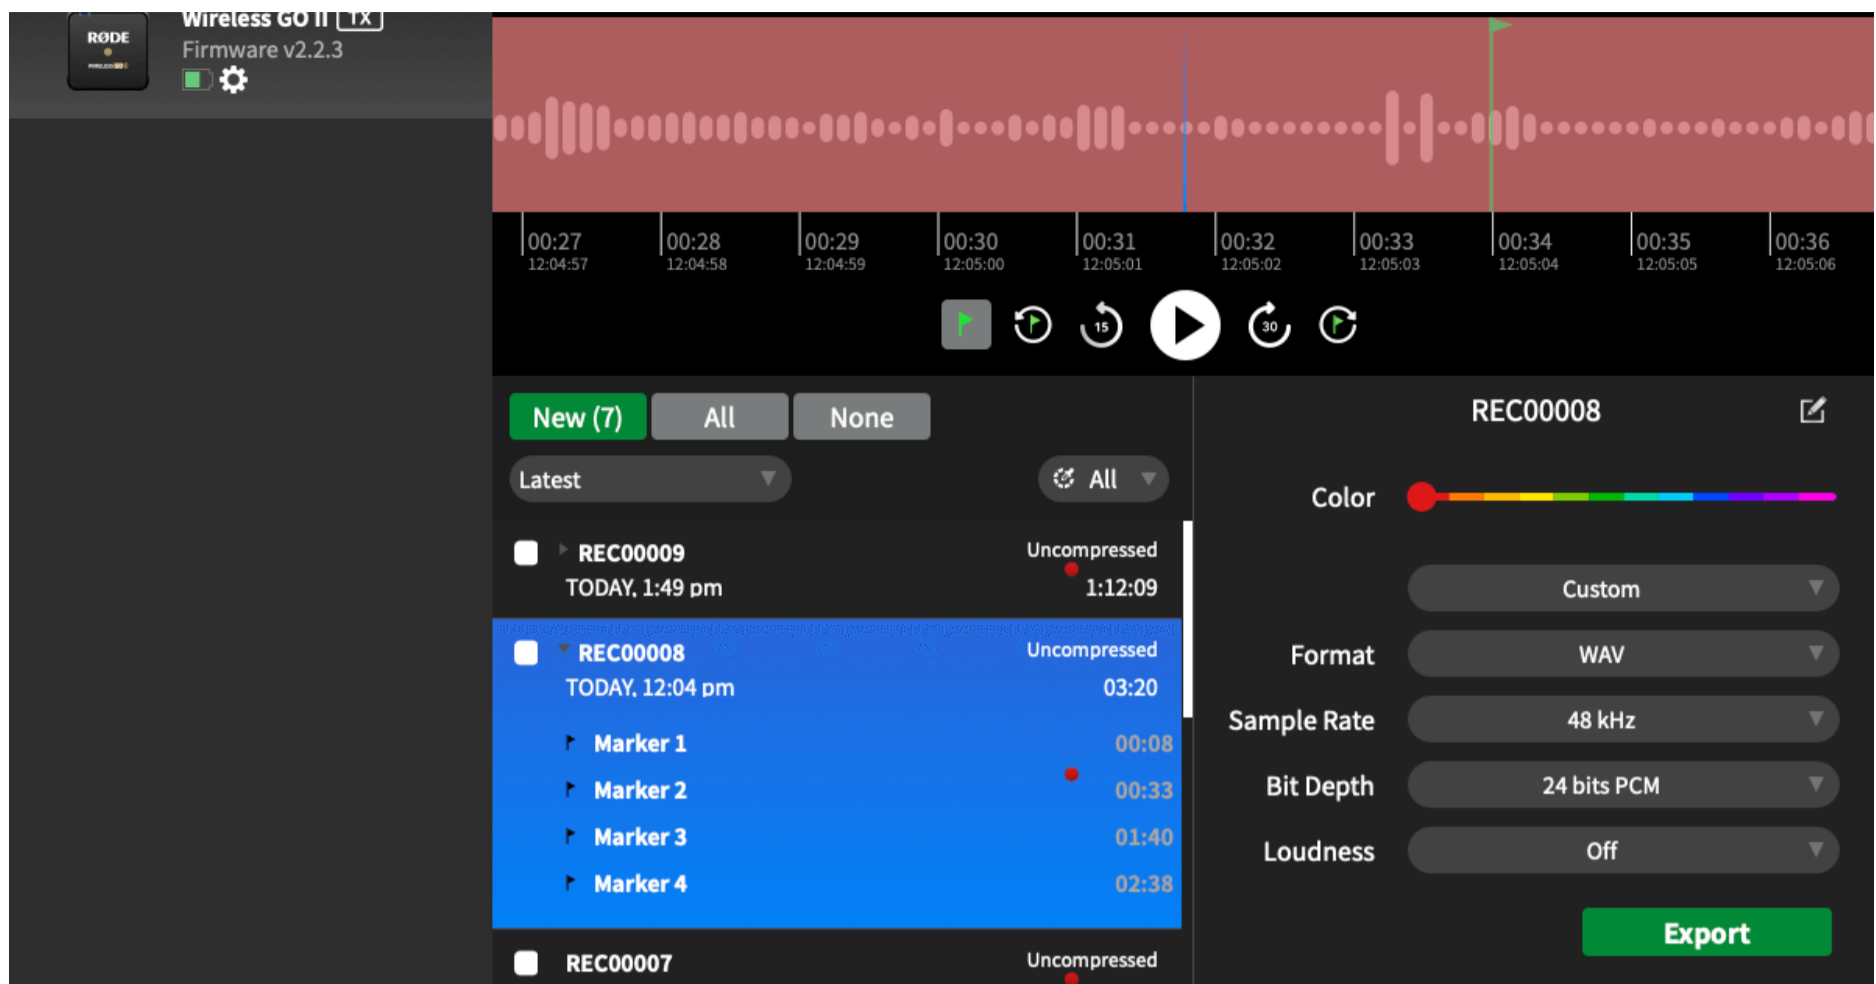 Wireless GO II TX
RØDE
Firmware v2.2.3
00:27 00:28 00:29 00:30 00:31 00:32 00:33 00:34 00:35 00:36
12:04:57 12:04:58 12:04:59 12:05:00 12:05:01 12:05:02 12:05:03 12:05:04 12:05:05 12:05:06
15 30
New (7) All None
Latest All
REC00009 Uncompressed
TODAY, 1:49 pm 1:12:09
REC00008 Uncompressed
TODAY, 12:04 pm 03:20
Marker 1 00:08
Marker 2 00:33
Marker 3 01:40
Marker 4 02:38
REC00007 Uncompressed
REC00008
Color
Custom
Format WAV
Sample Rate 48 kHz
Bit Depth 24 bits PCM
Loudness Off
Export